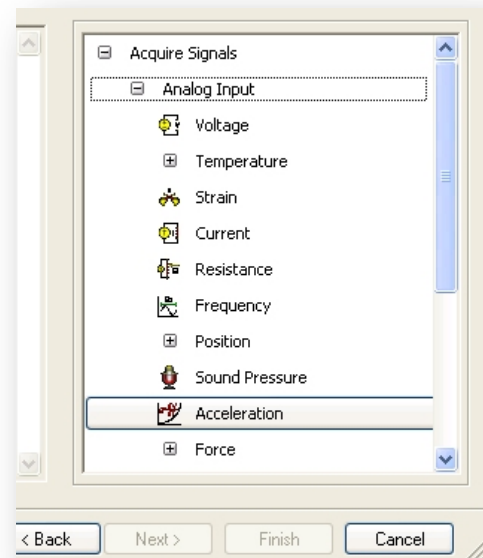 Acquire Signals
Analog Input
Voltage
Temperature
Strain
Current
Resistance
Frequency
Position
Sound Pressure
Acceleration
Force
< Back Next > Finish Cancel